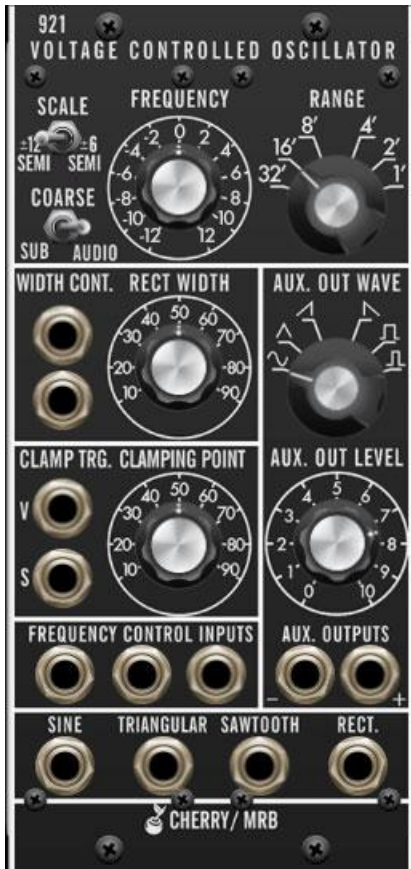 921
VOLTAGE CONTROLLED OSCILLATOR
SCALE
±12 SEMI
±6 SEMI
COARSE
SUB
AUDIO
FREQUENCY
-12 -10 -8 -6 -4 -2 0 2 4 6 8 10 12
RANGE
32' 16' 8' 4' 2' 1'
WIDTH CONT.
RECT WIDTH
10 20 30 40 50 60 70 80 90
AUX. OUT WAVE
CLAMP TRG.
V
S
CLAMPING POINT
10 20 30 40 50 60 70 80 90
AUX. OUT LEVEL
0 1 2 3 4 5 6 7 8 9 10
FREQUENCY CONTROL INPUTS
AUX. OUTPUTS
- +
SINE
TRIANGULAR
SAWTOOTH
RECT.
CHERRY/ MRB